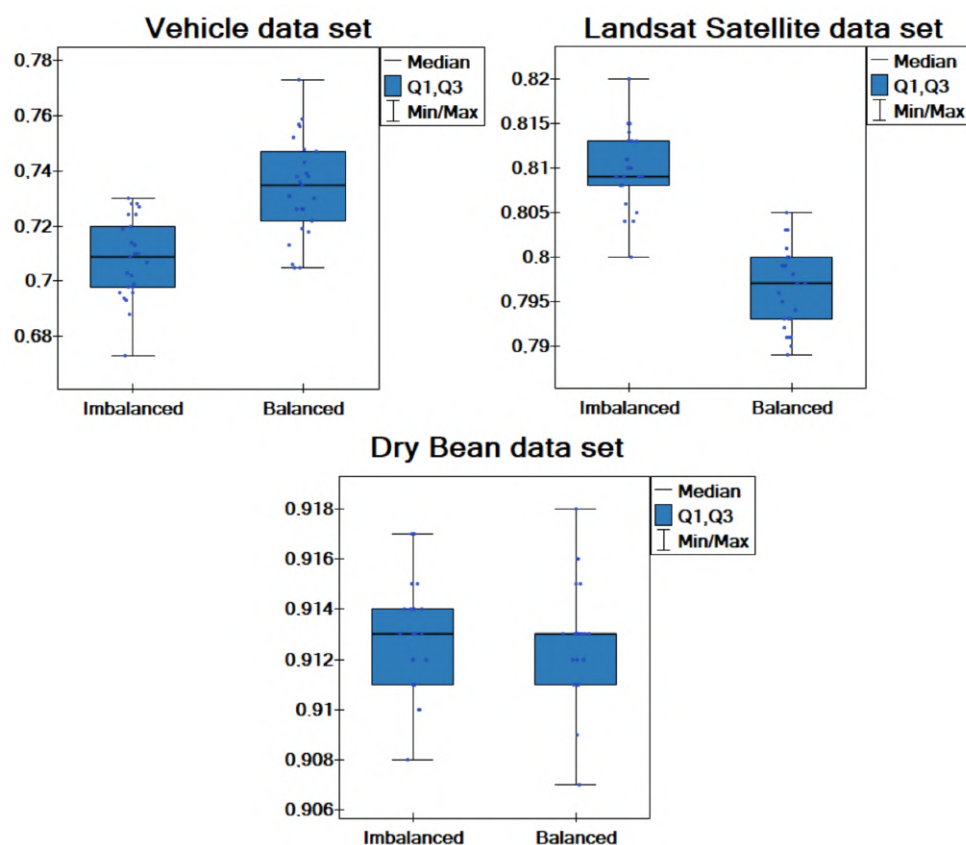 Vehicle data set
0.78
0.76
0.74
0.72
0.7
0.68
Imbalanced
Balanced
Median
Q1,Q3
Min/Max
Landsat Satellite data set
0.82
0.815
0.81
0.805
0.8
0.795
0.79
Imbalanced
Balanced
Median
Q1,Q3
Min/Max
Dry Bean data set
0.918
0.916
0.914
0.912
0.91
0.908
0.906
Imbalanced
Balanced
Median
Q1,Q3
Min/Max